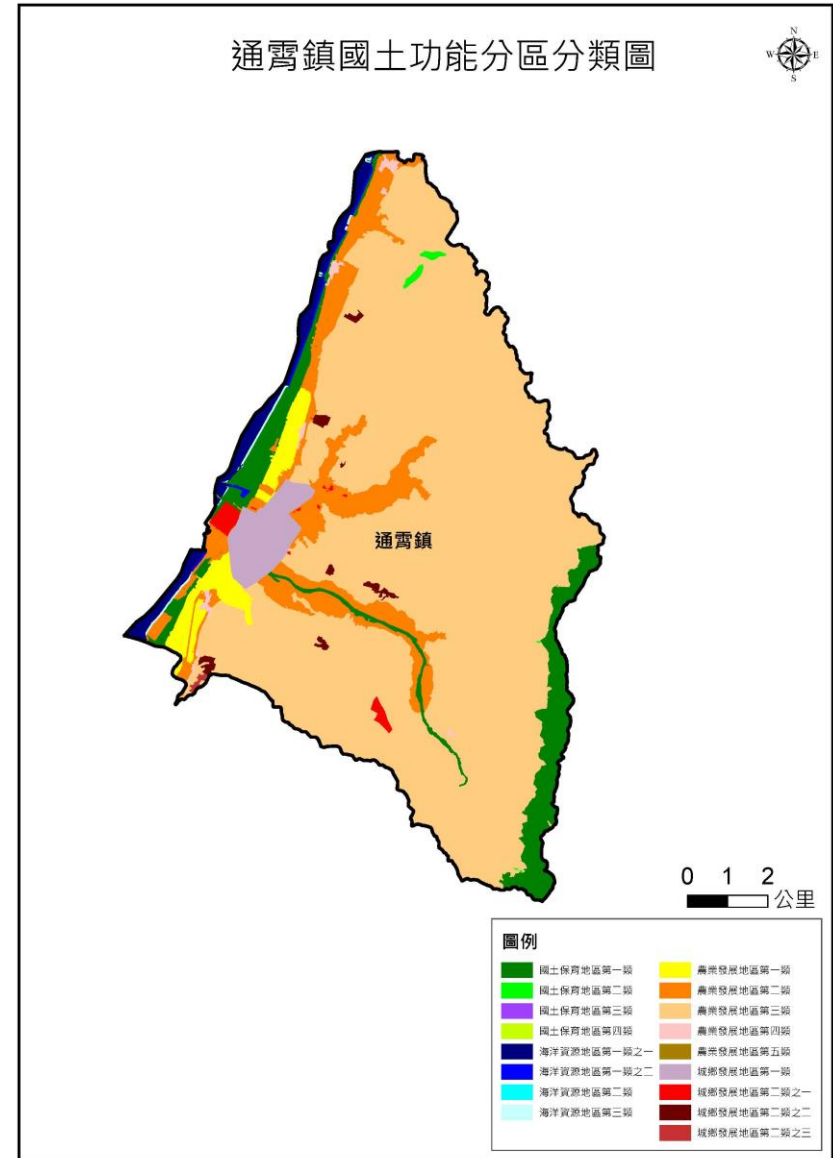 通霄鎮國土功能分區分類圖
N
W
E
S
通霄鎮
0 1 2
公里
圖例
國土保育地區第一類
國土保育地區第二類
國土保育地區第三類
國土保育地區第四類
海洋資源地區第一類之一
海洋資源地區第一類之二
海洋資源地區第二類
海洋資源地區第三類
農業發展地區第一類
農業發展地區第二類
農業發展地區第三類
農業發展地區第四類
農業發展地區第五類
城鄉發展地區第一類
城鄉發展地區第二類之一
城鄉發展地區第二類之二
城鄉發展地區第二類之三